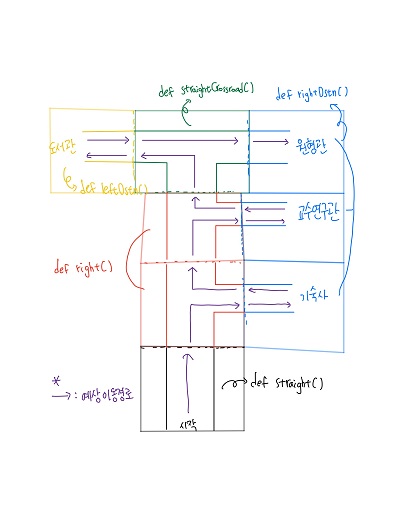 def straightCrossroad()
def rightDstn()
도서관
원형관
def leftDstn()
교수연구관
def right()
기숙사
def straight()
* → : 예상이동경로
시작